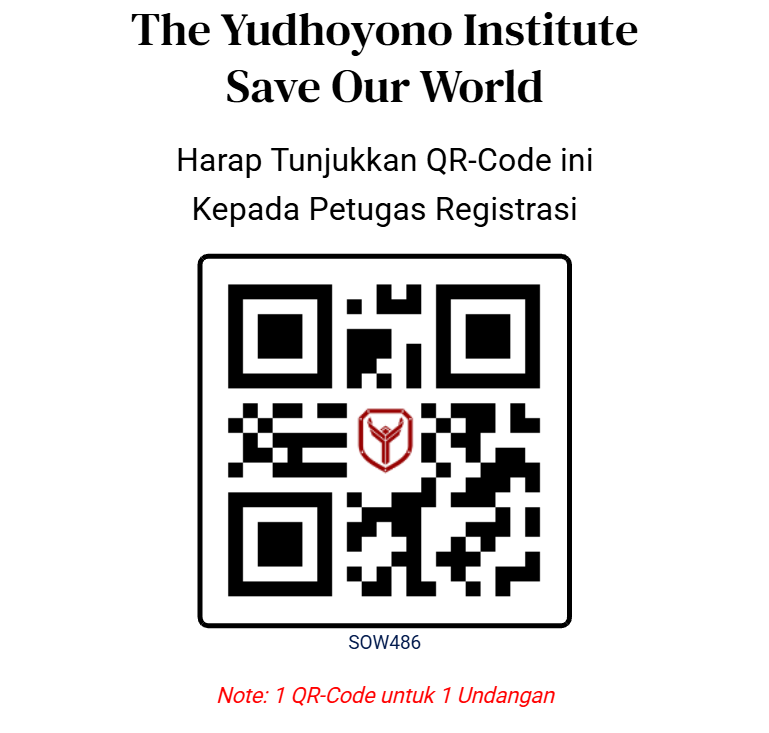 The Yudhoyono Institute
Save Our World
Harap Tunjukkan QR-Code ini
Kepada Petugas Registrasi
SOW486
Note: 1 QR-Code untuk 1 Undangan